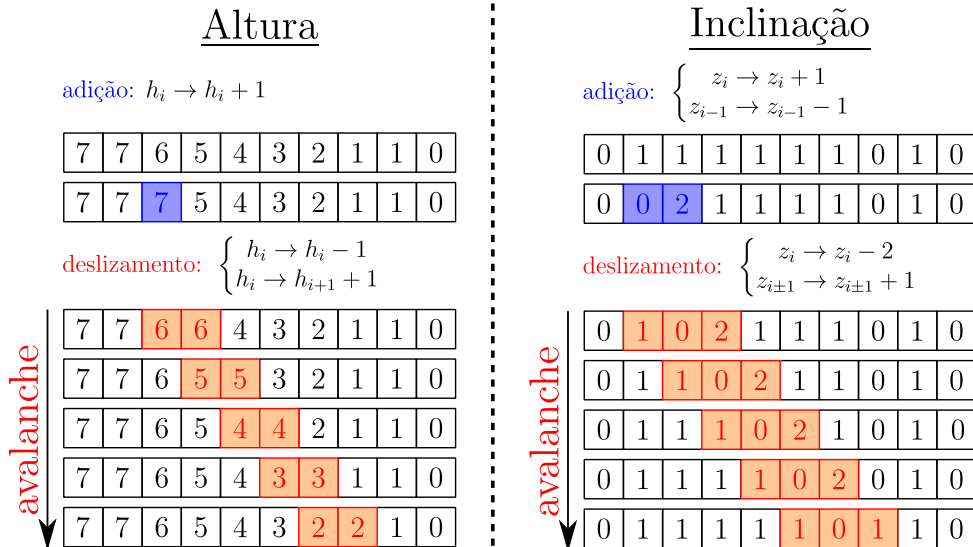 Altura
adição: h_i → h_i + 1
7 7 6 5 4 3 2 1 1 0
7 7 7 5 4 3 2 1 1 0
deslizamento: { h_i → h_i − 1
h_i → h_{i+1} + 1
avalanche
7 7 6 6 4 3 2 1 1 0
7 7 6 5 5 3 2 1 1 0
7 7 6 5 4 4 2 1 1 0
7 7 6 5 4 3 3 1 1 0
7 7 6 5 4 3 2 2 1 0
Inclinação
adição: { z_i → z_i + 1
z_{i−1} → z_{i−1} − 1
0 1 1 1 1 1 1 0 1 0
0 0 2 1 1 1 1 0 1 0
deslizamento: { z_i → z_i − 2
z_{i±1} → z_{i±1} + 1
avalanche
0 1 0 2 1 1 1 0 1 0
0 1 1 0 2 1 1 0 1 0
0 1 1 1 0 2 1 0 1 0
0 1 1 1 1 0 2 0 1 0
0 1 1 1 1 1 0 1 1 0